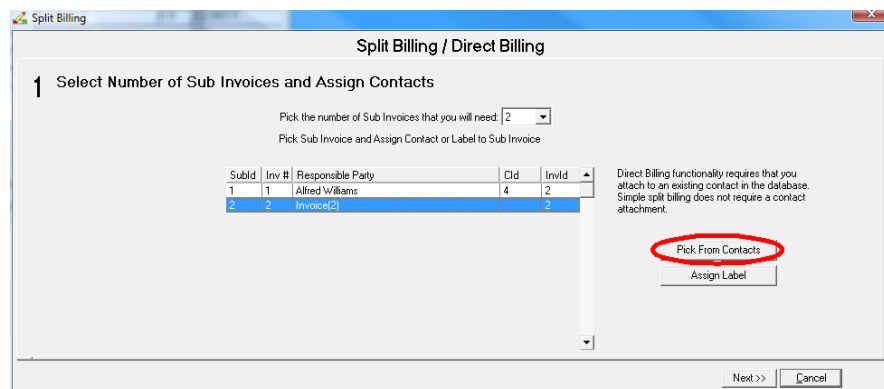 Split Billing
Split Billing / Direct Billing
1 Select Number of Sub Invoices and Assign Contacts
Pick the number of Sub Invoices that you will need: 2
Pick Sub Invoice and Assign Contact or Label to Sub Invoice
SubId Inv # Responsible Party CId InvId
1 1 Alfred Williams 4 2
2 2 Invoice(2) 2
Direct Billing functionality requires that you
attach to an existing contact in the database.
Simple split billing does not require a contact
attachment.
Pick From Contacts
Assign Label
Next >> Cancel